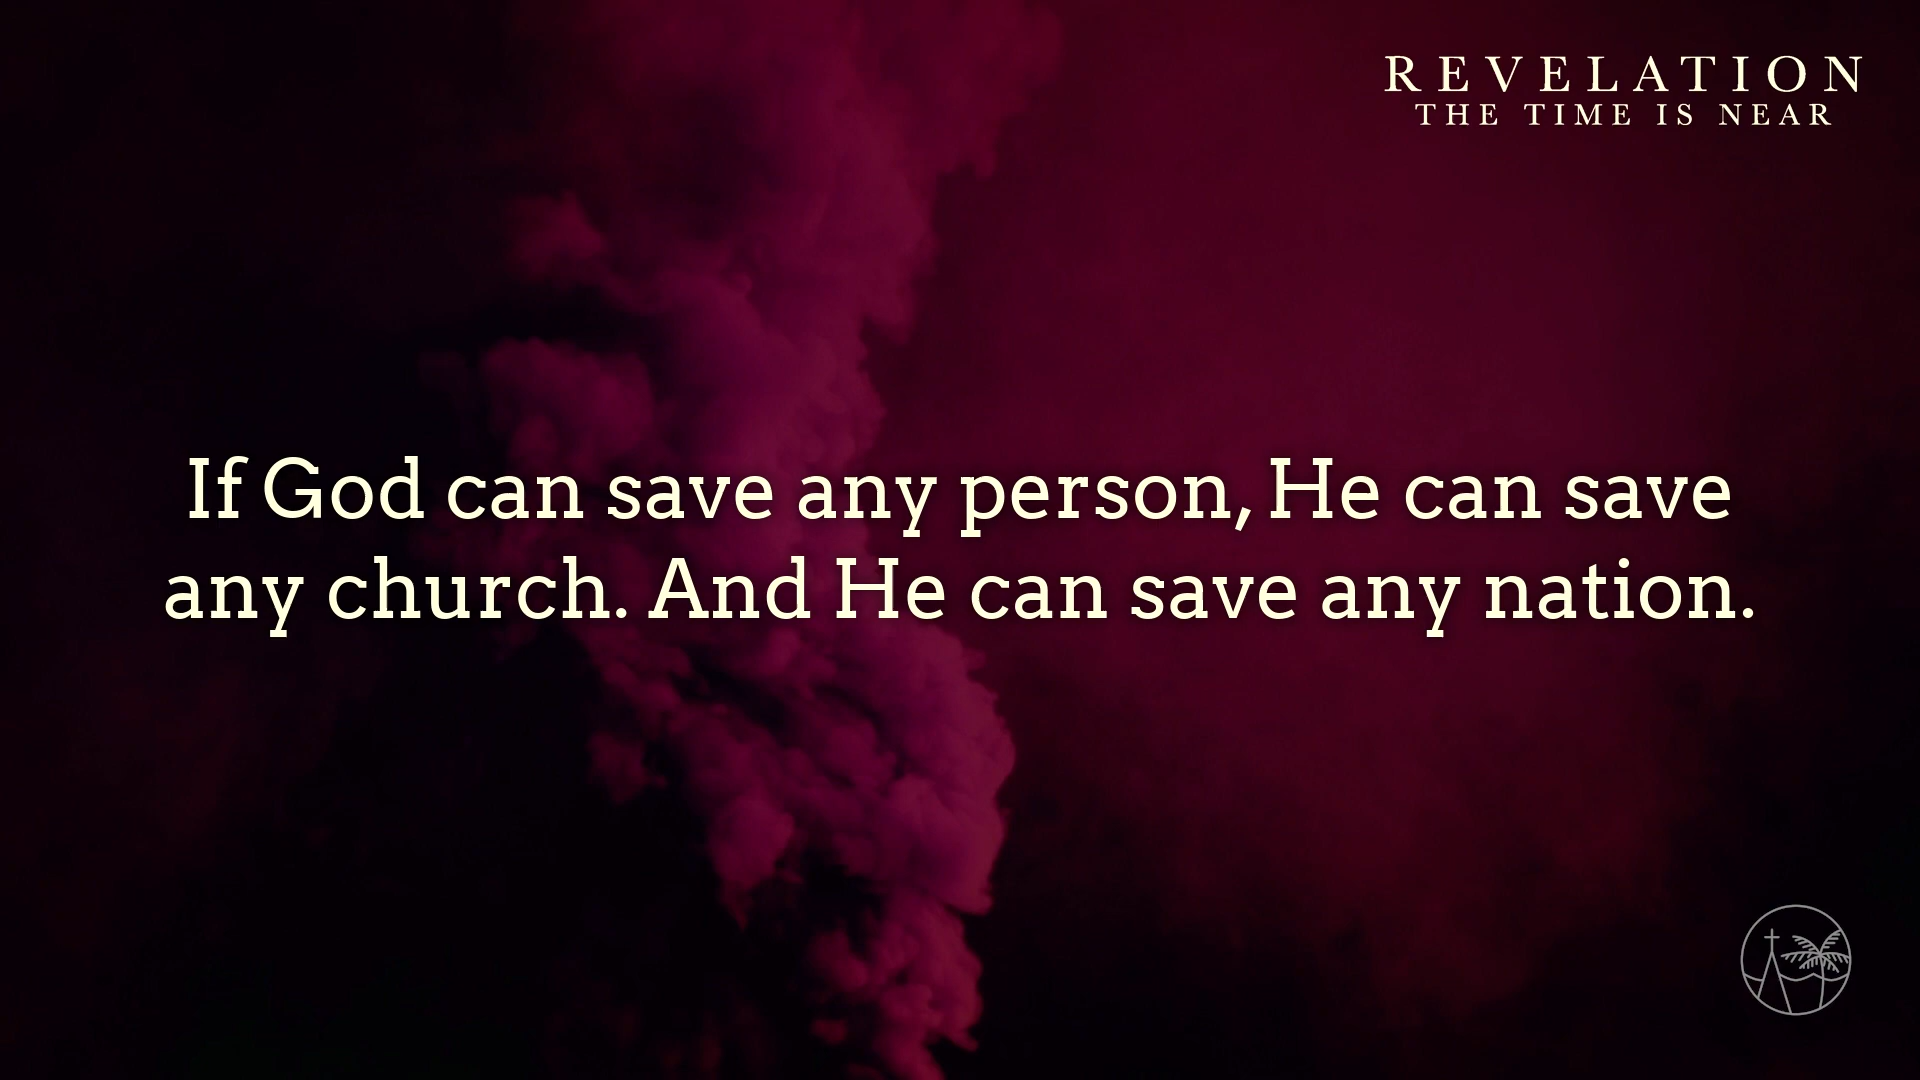 REVELATION
THE TIME IS NEAR
If God can save any person, He can save
any church. And He can save any nation.